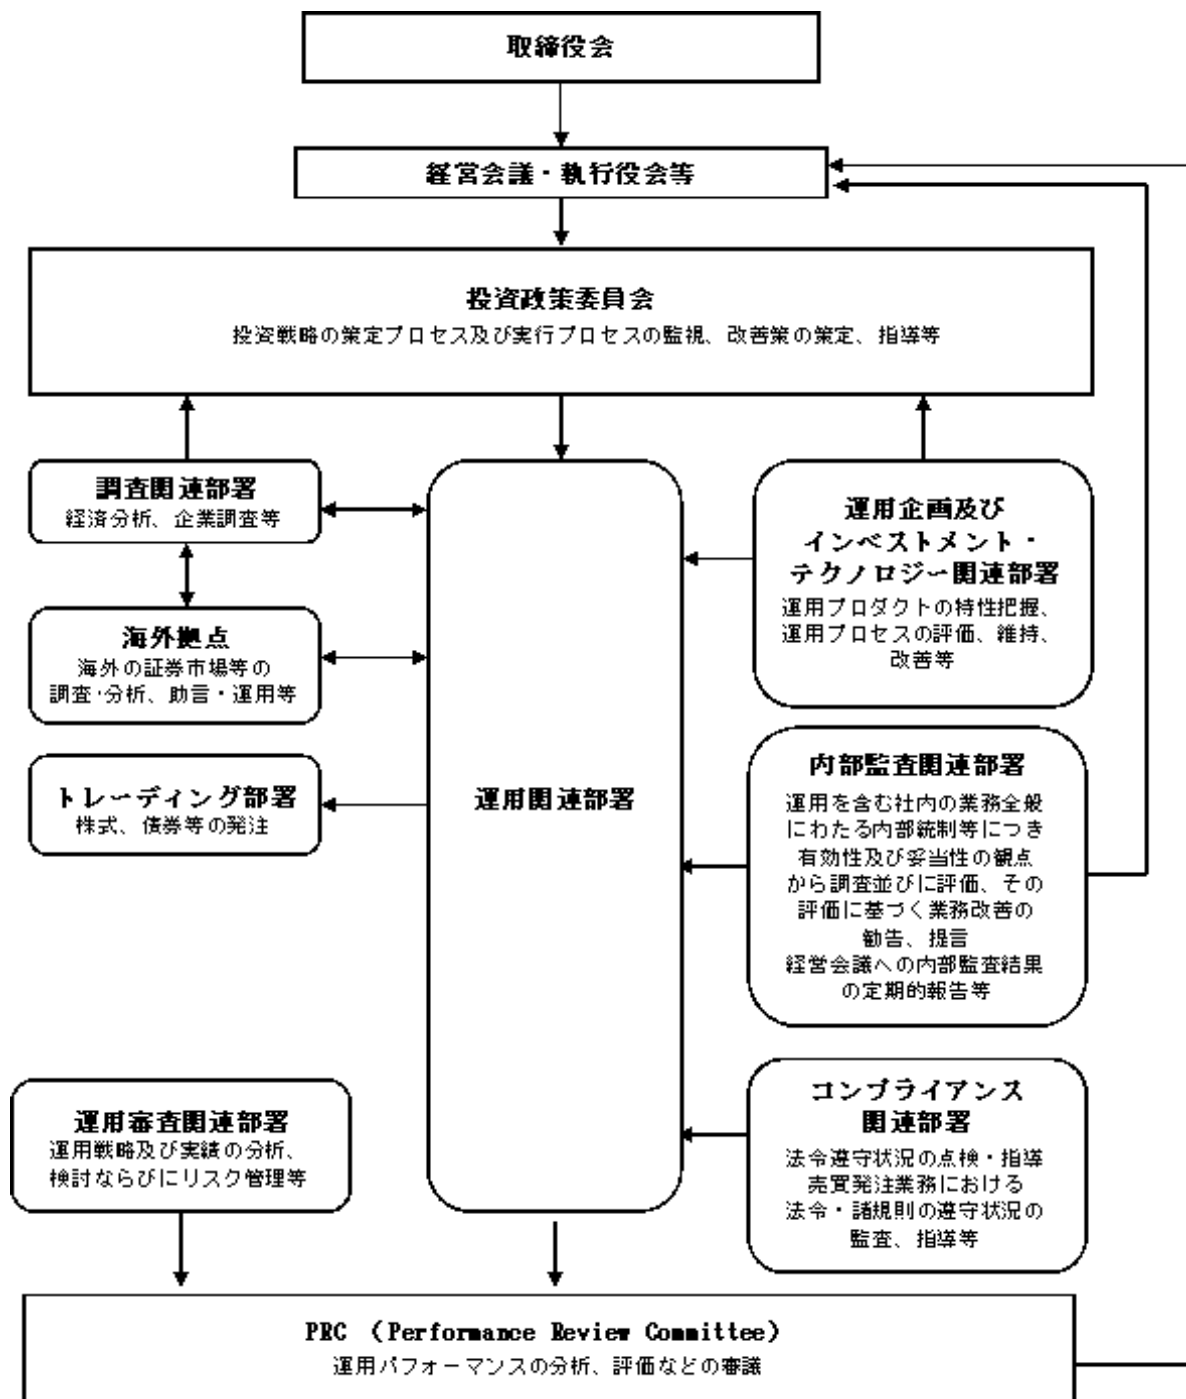 取締役会
経営会議・執行役会等
投資政策委員会
投資戦略の策定プロセス及び実行プロセスの監視、改善策の策定、指導等
調査関連部署
経済分析、企業調査等
海外拠点
海外の証券市場等の
調査・分析、助言・運用等
トレーディング部署
株式、債券等の発注
運用関連部署
運用企画及び
インベストメント・
テクノロジー関連部署
運用プロダクトの特性把握、
運用プロセスの評価、維持、
改善等
内部監査関連部署
運用を含む社内の業務全般
にわたる内部統制等につき
有効性及び妥当性の観点
から調査並びに評価、その
評価に基づく業務改善の
勧告、提言
経営会議への内部監査結果
の定期的報告等
コンプライアンス
関連部署
法令遵守状況の点検・指導
売買発注業務における
法令・諸規則の遵守状況の
監査、指導等
運用審査関連部署
運用戦略及び実績の分析、
検討ならびにリスク管理等
PRC （Performance Review Committee）
運用パフォーマンスの分析、評価などの審議